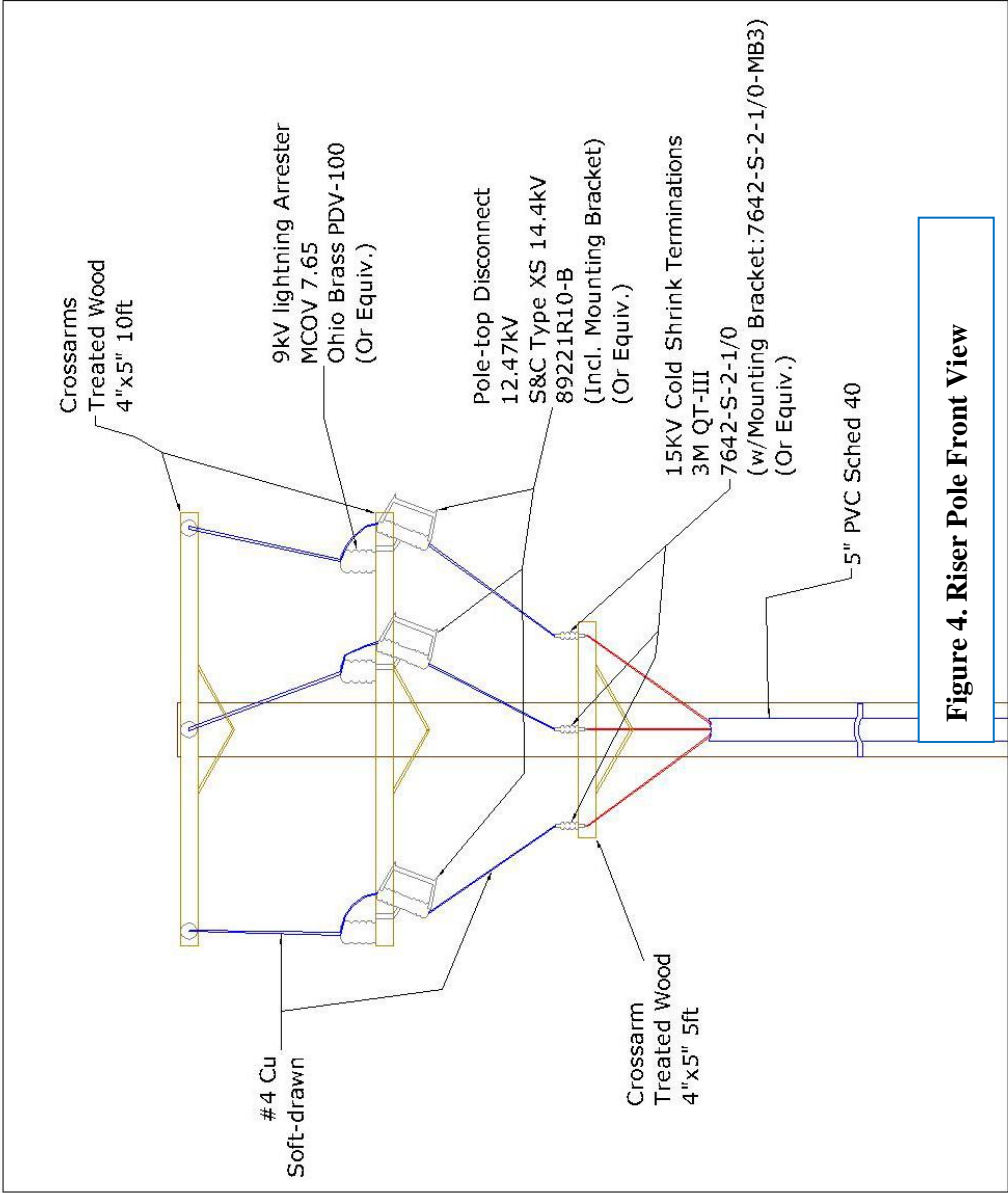 Crossarms
Treated Wood
4"x5" 10ft
9kV lightning Arrester
MCOV 7.65
Ohio Brass PDV-100
(Or Equiv.)
Pole-top Disconnect
12.47kV
S&C Type XS 14.4kV
89221R10-B
(Incl. Mounting Bracket)
(Or Equiv.)
15KV Cold Shrink Terminations
3M QT-III
7642-S-2-1/0
(w/Mounting Bracket:7642-S-2-1/0-MB3)
(Or Equiv.)
5" PVC Sched 40
#4 Cu
Soft-drawn
Crossarm
Treated Wood
4"x5" 5ft
Figure 4. Riser Pole Front View